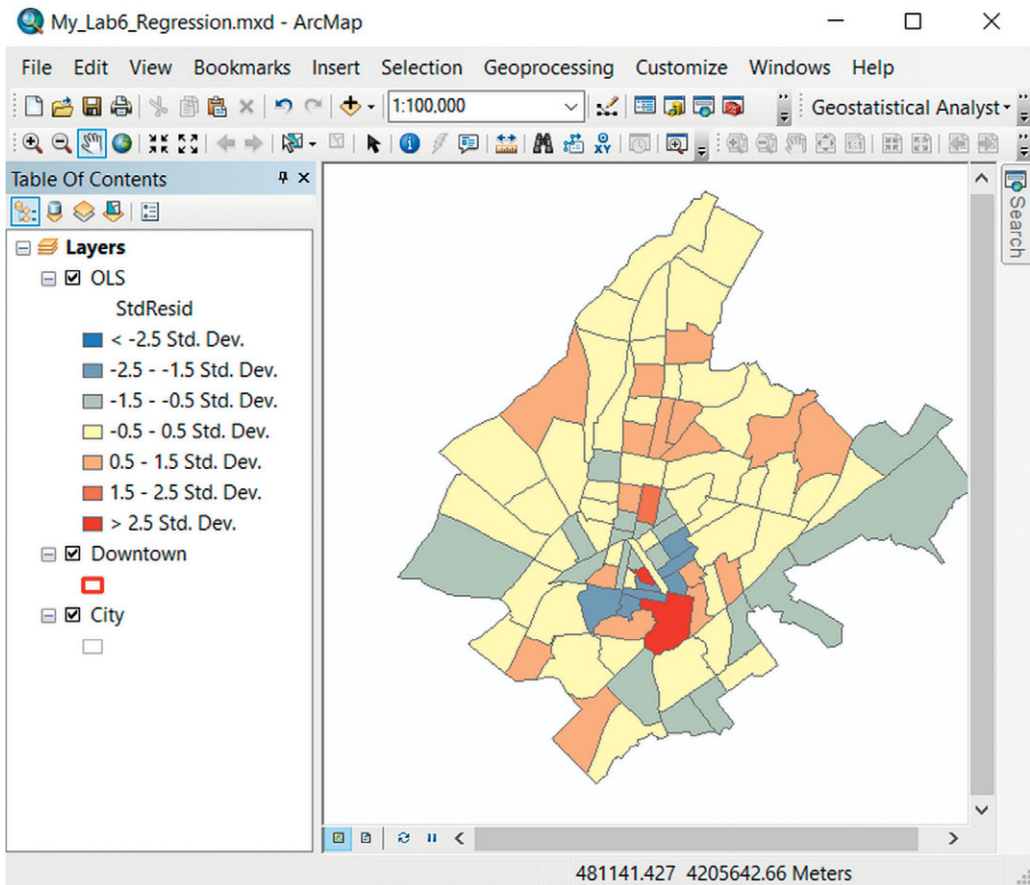 My_Lab6_Regression.mxd - ArcMap
File Edit View Bookmarks Insert Selection Geoprocessing Customize Windows Help
1:100,000 Geostatistical Analyst
XY 1:1
Table Of Contents
Search
Layers
OLS
StdResid
< -2.5 Std. Dev.
-2.5 - -1.5 Std. Dev.
-1.5 - -0.5 Std. Dev.
-0.5 - 0.5 Std. Dev.
0.5 - 1.5 Std. Dev.
1.5 - 2.5 Std. Dev.
> 2.5 Std. Dev.
Downtown
City
481141.427 4205642.66 Meters